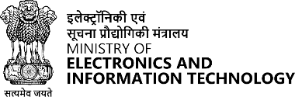 इलेक्ट्रॉनिकी एवं
सूचना प्रौद्योगिकी मंत्रालय
MINISTRY OF
ELECTRONICS AND
INFORMATION TECHNOLOGY
सत्यमेव जयते